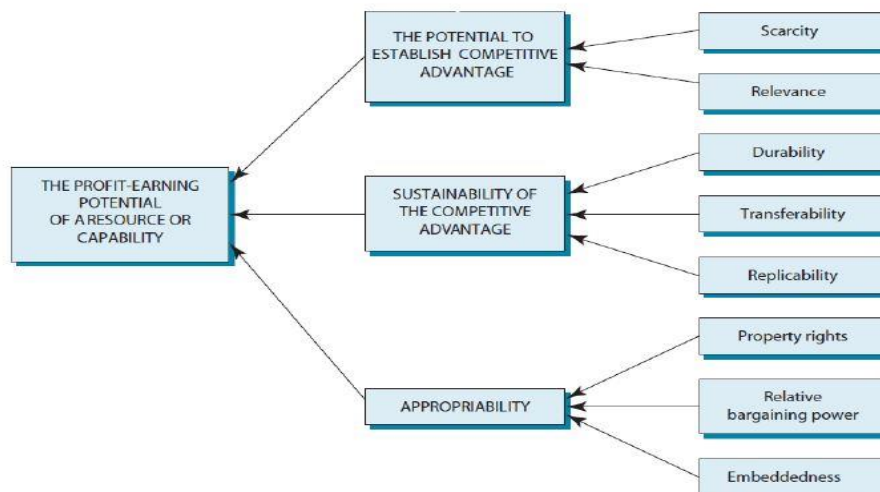 THE POTENTIAL TO
ESTABLISH COMPETITIVE
ADVANTAGE
Scarcity
Relevance
THE PROFIT-EARNING
POTENTIAL
OF A RESOURCE OR
CAPABILITY
SUSTAINABILITY OF
THE COMPETITIVE
ADVANTAGE
Durability
Transferability
Replicability
APPROPRIABILITY
Property rights
Relative
bargaining power
Embeddedness